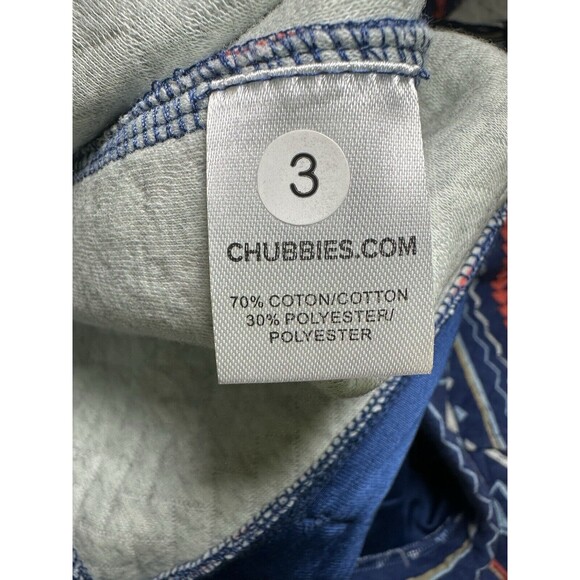 3
CHUBBIES.COM
70% COTON/COTTON
30% POLYESTER/
POLYESTER